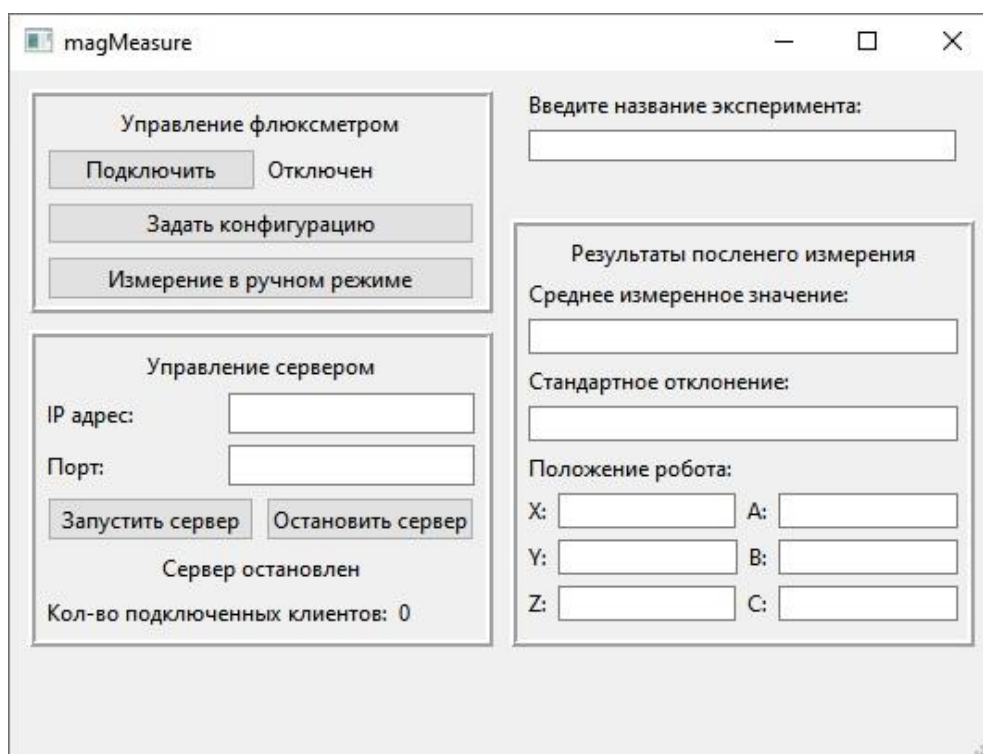 magMeasure
Управление флюксметром
Подключить Отключен
Задать конфигурацию
Измерение в ручном режиме
Управление сервером
IP адрес:
Порт:
Запустить сервер Остановить сервер
Сервер остановлен
Кол-во подключенных клиентов: 0
Введите название эксперимента:
Результаты посленего измерения
Среднее измеренное значение:
Стандартное отклонение:
Положение робота:
X: A:
Y: B:
Z: C: